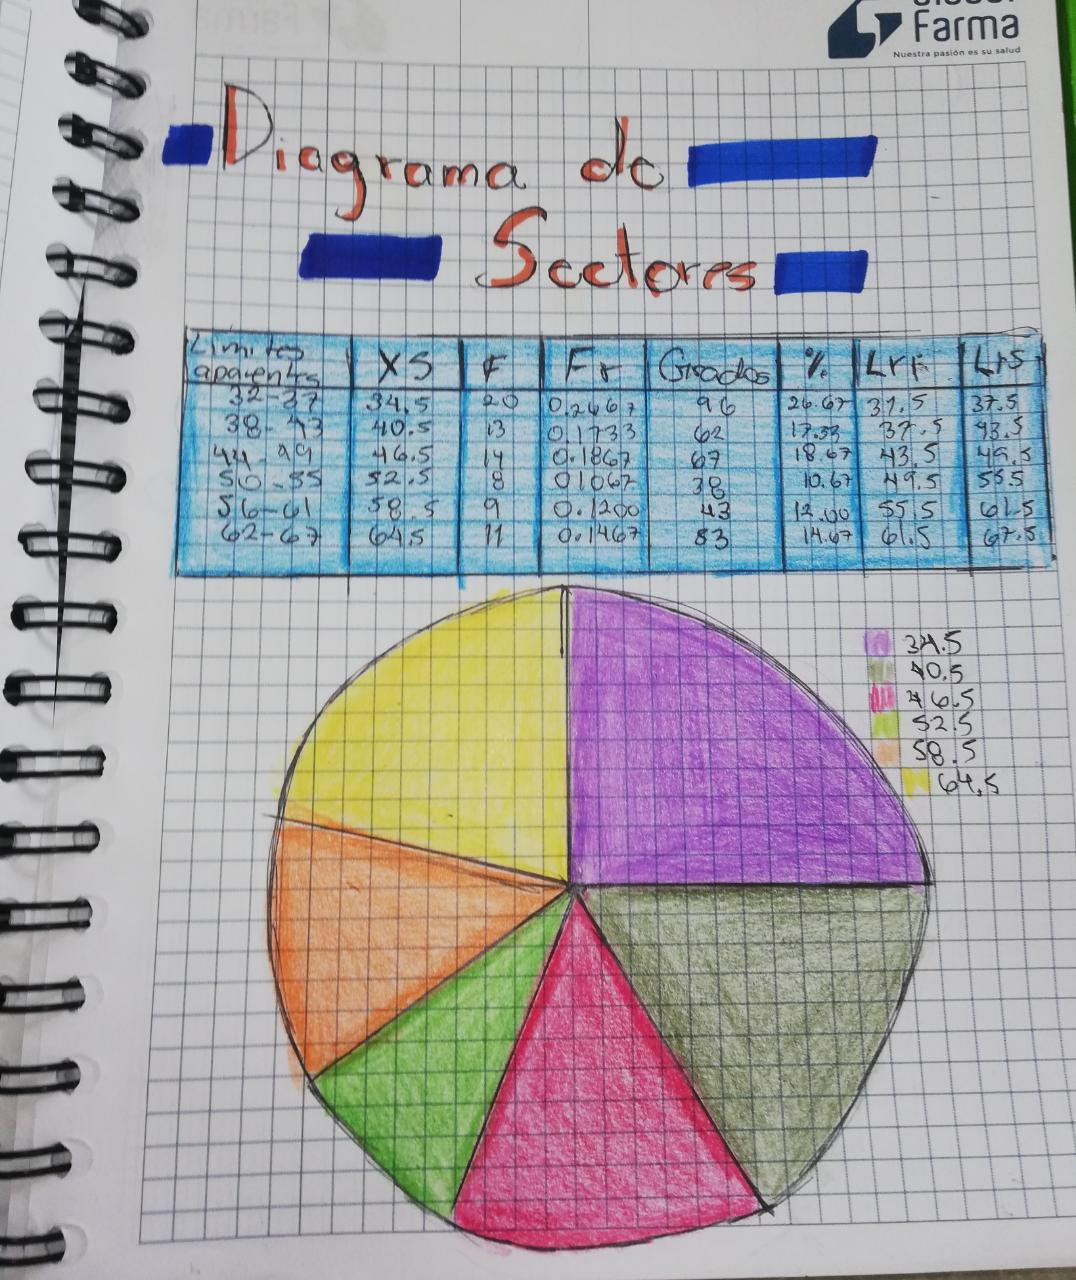 Global
Farma
Nuestra pasión es su salud
Diagrama de
Sectores
Limites aparentes XS F Fr Grados % Lrf Lrs
32-37 34.5 20 0.2667 96 26.67 31.5 37.5
38-43 40.5 13 0.1733 62 17.33 37.5 43.5
44-49 46.5 14 0.1867 67 18.67 43.5 49.5
50-55 52.5 8 01067 38 10.67 49.5 55.5
56-61 58.5 9 0.1200 43 12.00 55.5 61.5
62-67 64.5 11 0.1467 53 14.67 61.5 67.5
34.5
40.5
46.5
52.5
58.5
64.5